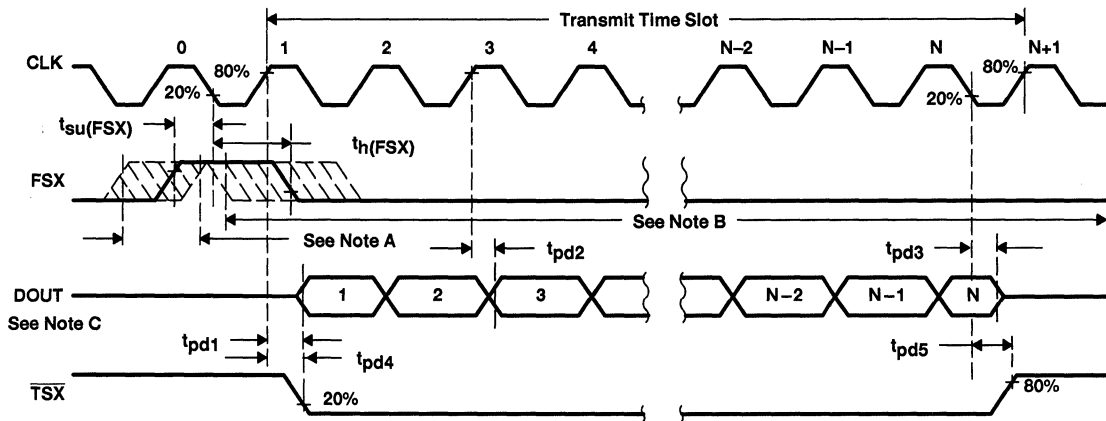 Transmit Time Slot
0 1 2 3 4 N–2 N–1 N N+1
CLK 80% 80%
20% 20%
tsu(FSX)
th(FSX)
FSX
See Note B
See Note A
tpd2 tpd3
DOUT 1 2 3 N–2 N–1 N
See Note C
tpd1 tpd4 tpd5
TSX 20% 80%